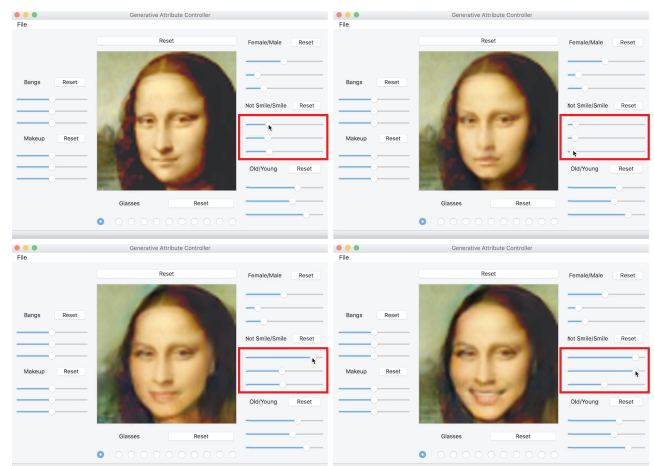 Generative Attribute Controller
File
Reset
Female/Male Reset
Bangs Reset
Not Smile/Smile Reset
Makeup Reset
Old/Young Reset
Glasses Reset
Generative Attribute Controller
File
Reset
Female/Male Reset
Bangs Reset
Not Smile/Smile Reset
Makeup Reset
Old/Young Reset
Glasses Reset
Generative Attribute Controller
File
Reset
Female/Male Reset
Bangs Reset
Not Smile/Smile Reset
Makeup Reset
Old/Young Reset
Glasses Reset
Generative Attribute Controller
File
Reset
Female/Male Reset
Bangs Reset
Not Smile/Smile Reset
Makeup Reset
Old/Young Reset
Glasses Reset